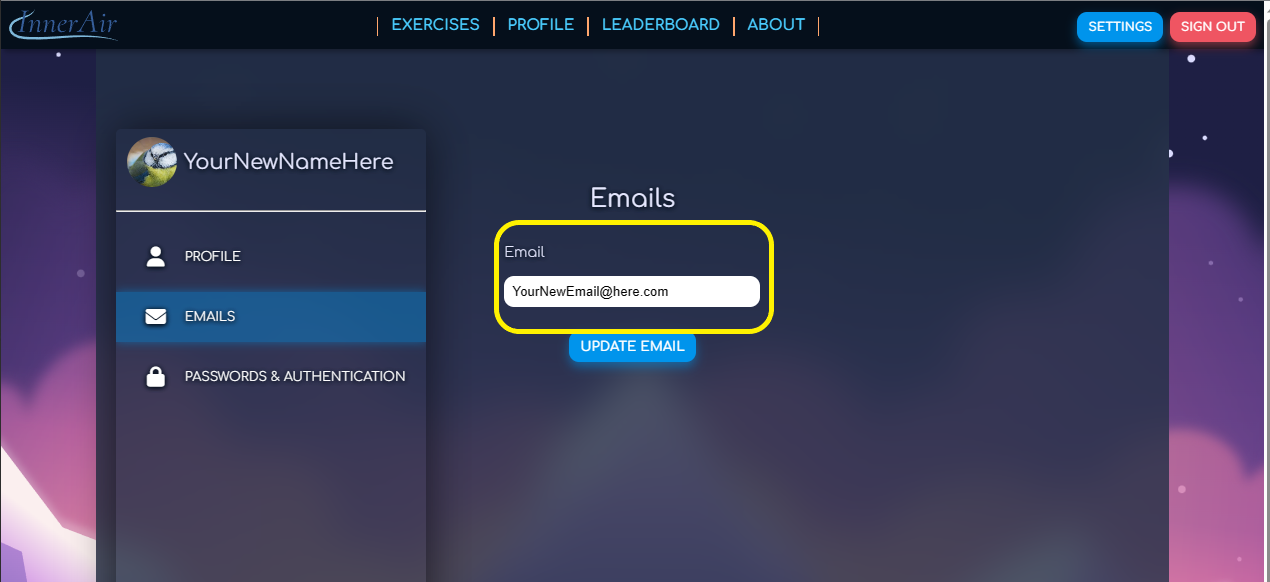 InnerAir
EXERCISES
PROFILE
LEADERBOARD
ABOUT
SETTINGS
SIGN OUT
YourNewNameHere
PROFILE
EMAILS
PASSWORDS & AUTHENTICATION
Emails
Email
YourNewEmail@here.com
UPDATE EMAIL